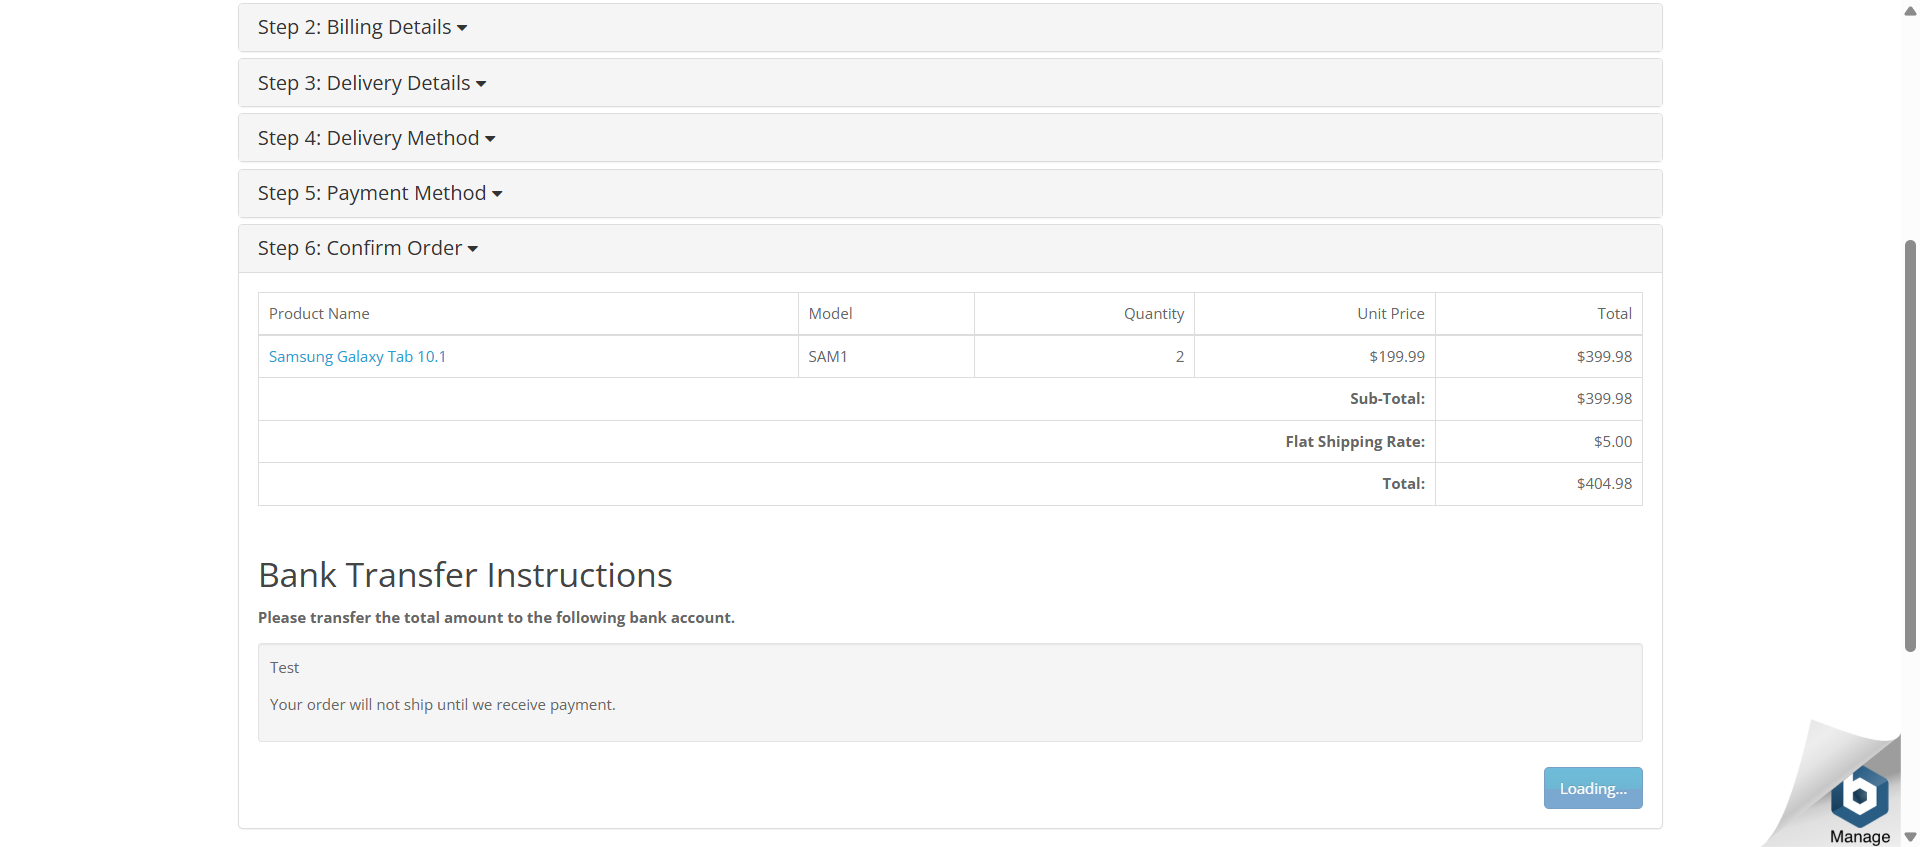 Step 2: Billing Details
Step 3: Delivery Details
Step 4: Delivery Method
Step 5: Payment Method
Step 6: Confirm Order
Product Name Model Quantity Unit Price Total
Samsung Galaxy Tab 10.1 SAM1 2 $199.99 $399.98
Sub-Total: $399.98
Flat Shipping Rate: $5.00
Total: $404.98
Bank Transfer Instructions
Please transfer the total amount to the following bank account.
Test
Your order will not ship until we receive payment.
Loading...
Manage